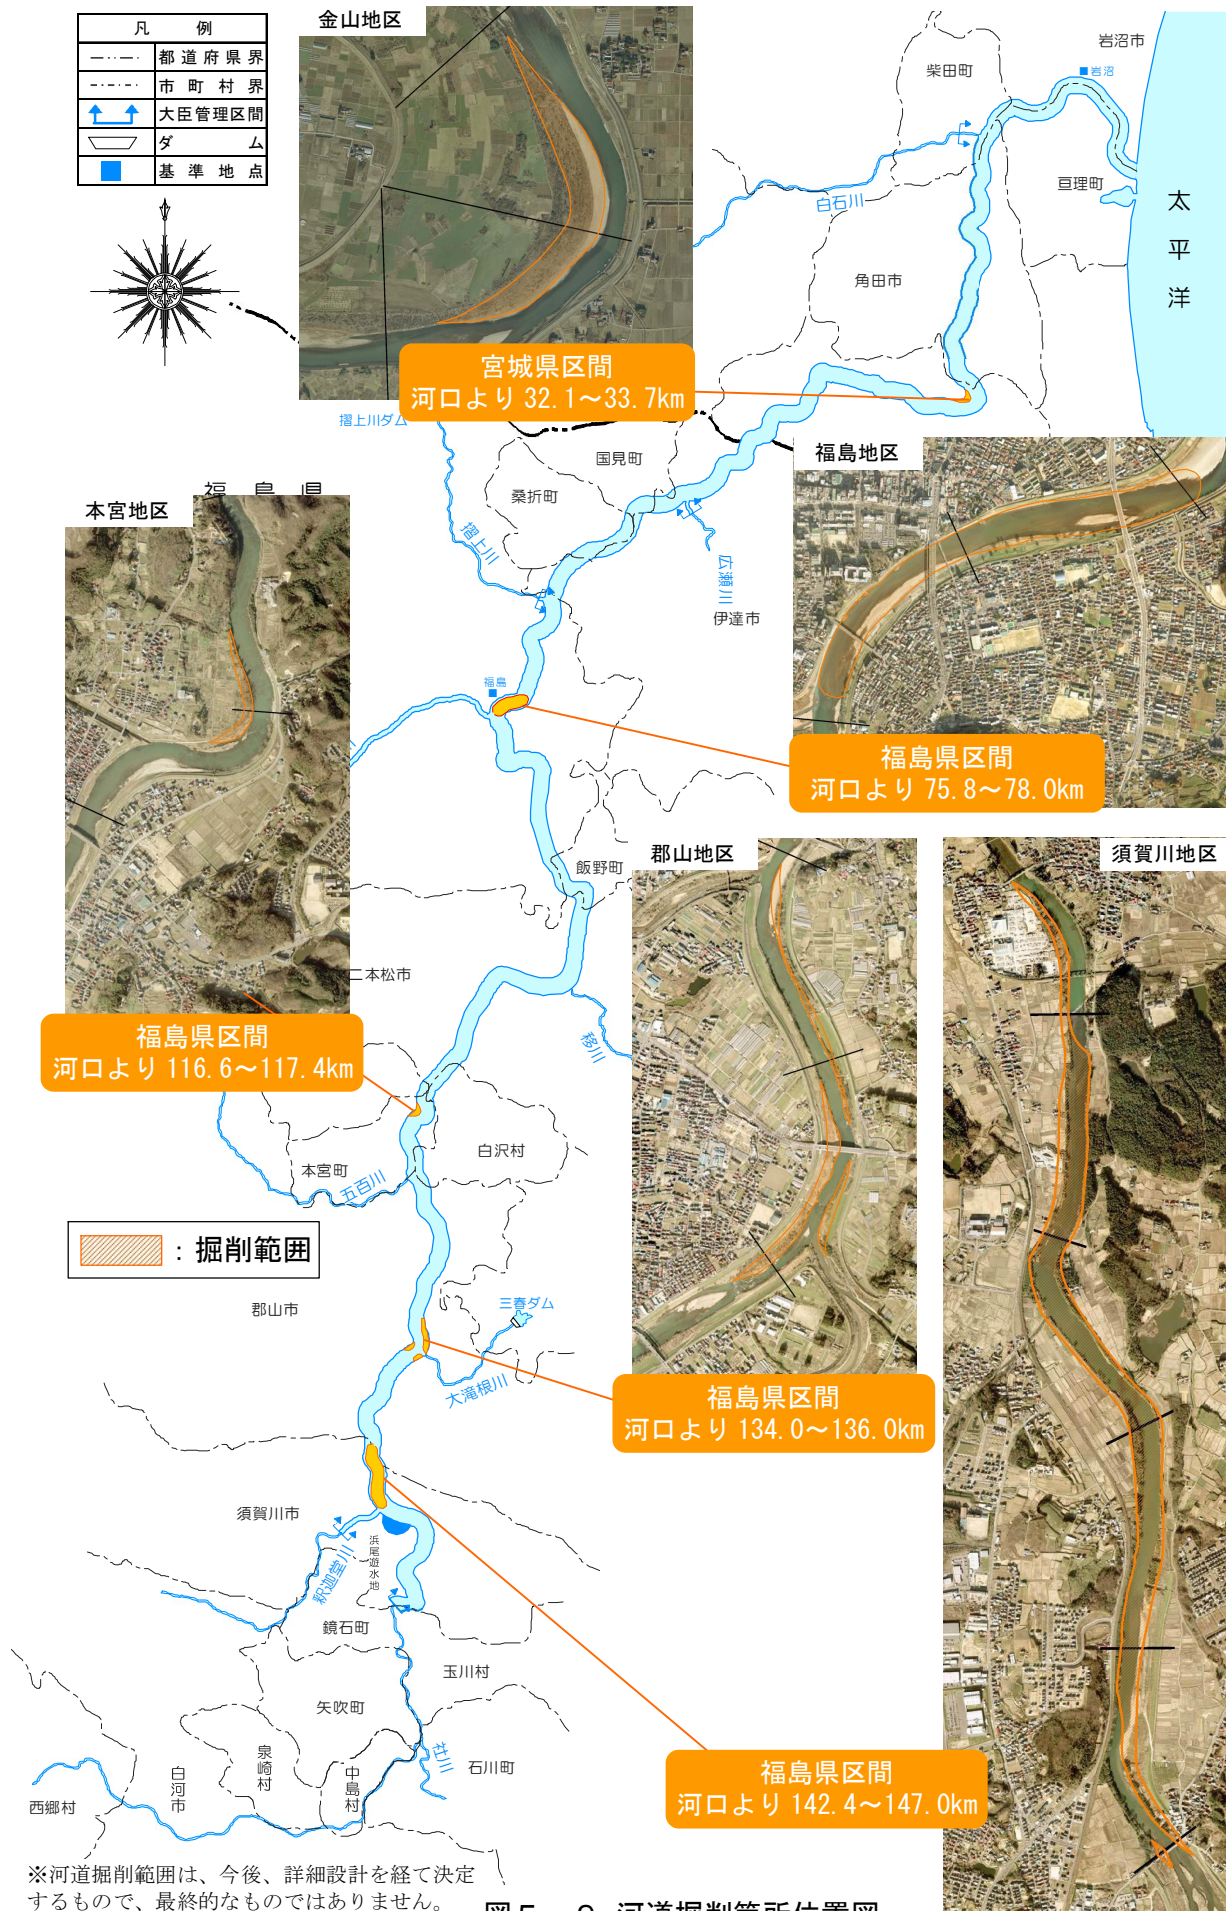 凡 例
都道府県界
市町村界
大臣管理区間
ダム
基準地点
金山地区
岩沼市
柴田町
岩沼
亘理町
白石川
太平洋
角田市
宮城県区間
河口より 32.1～33.7km
摺上川ダム
国見町
福島地区
桑折町
福島県
本宮地区
摺上川
広瀬川
伊達市
福島
福島県区間
河口より 75.8～78.0km
飯野町
郡山地区
須賀川地区
二本松市
福島県区間
河口より 116.6～117.4km
移川
白沢村
本宮町
五百川
：掘削範囲
郡山市
三春ダム
大滝根川
福島県区間
河口より 134.0～136.0km
須賀川市
浜尾遊水地
釈迦堂川
鏡石町
玉川村
矢吹町
社川
泉崎村
石川町
中島村
白河市
西郷村
福島県区間
河口より 142.4～147.0km
※河道掘削範囲は、今後、詳細設計を経て決定
するもので、最終的なものではありません。
河道掘削箇所位置図